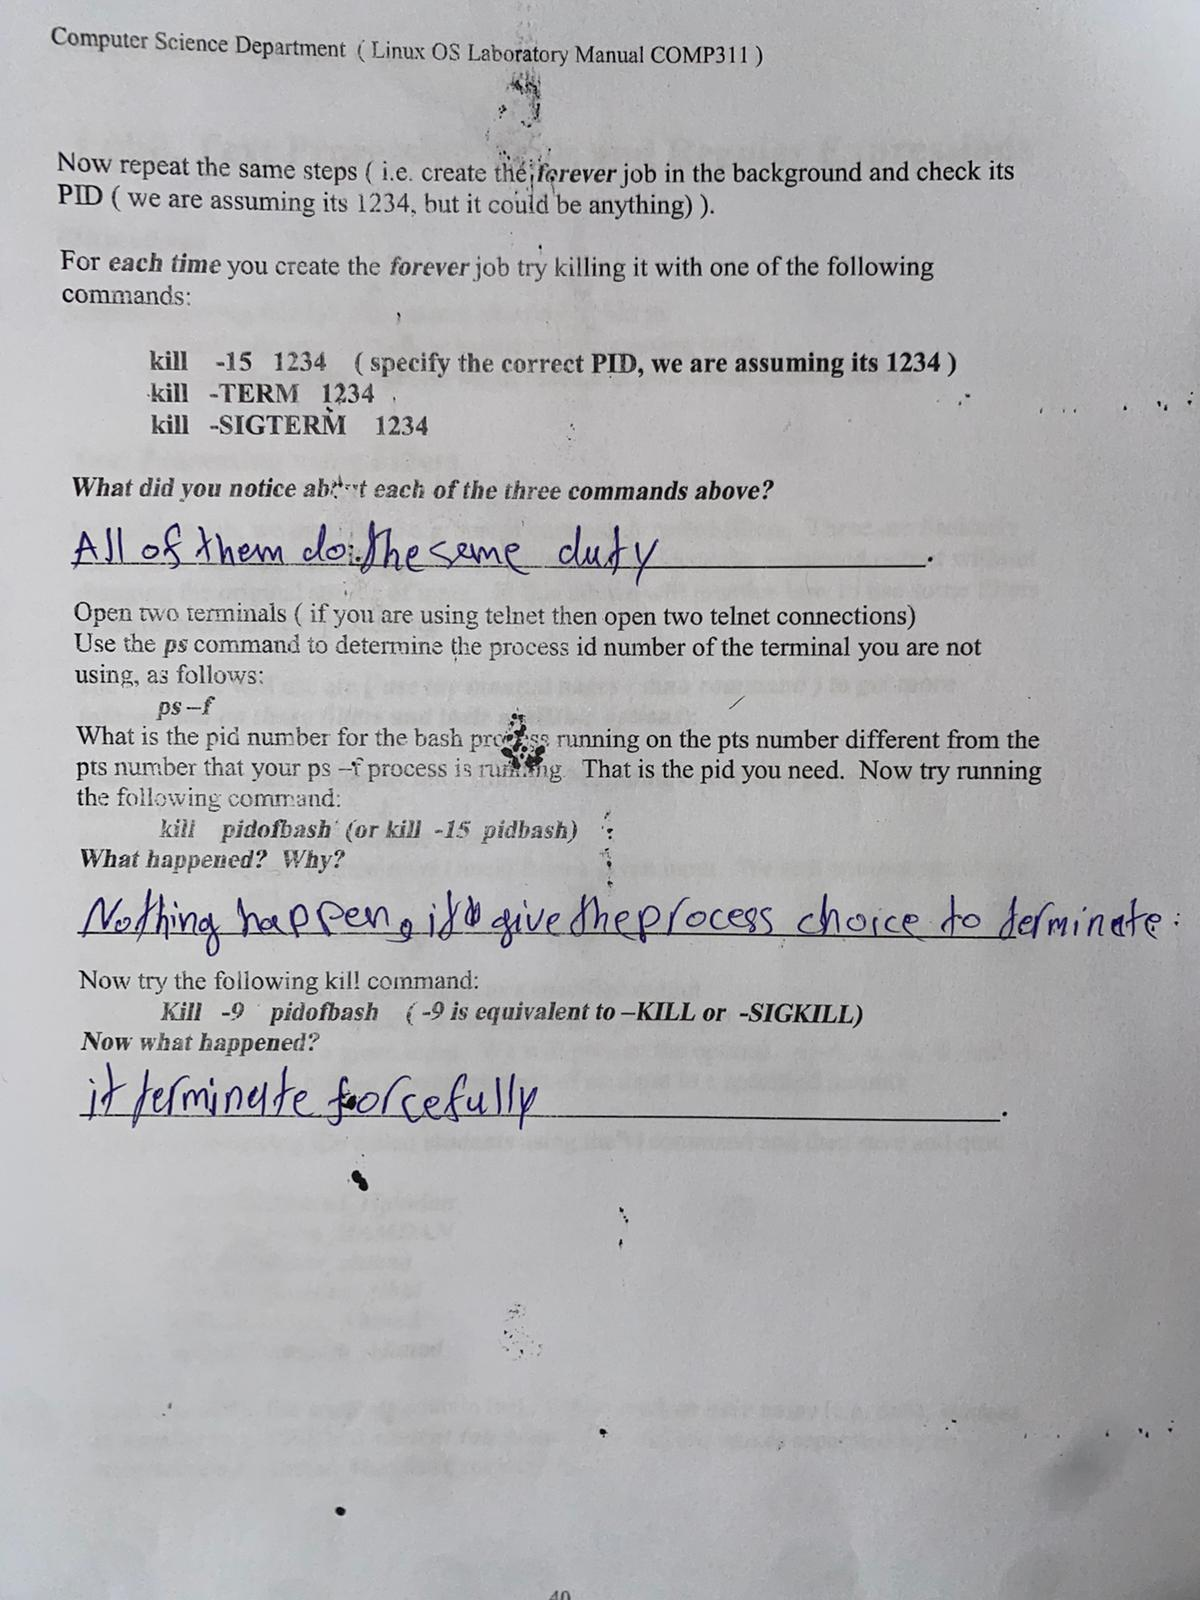 Computer Science Department ( Linux OS Laboratory Manual COMP311 )
Now repeat the same steps ( i.e. create the forever job in the background and check its
PID ( we are assuming its 1234, but it could be anything) ).
For each time you create the forever job try killing it with one of the following
commands:
kill -15 1234 ( specify the correct PID, we are assuming its 1234 )
kill -TERM 1234
kill -SIGTERM 1234
What did you notice about each of the three commands above?
All of them do the same duty
Open two terminals ( if you are using telnet then open two telnet connections)
Use the ps command to determine the process id number of the terminal you are not
using, as follows:
ps –f
What is the pid number for the bash process running on the pts number different from the
pts number that your ps –f process is running. That is the pid you need. Now try running
the following command:
kill pidofbash (or kill -15 pidbash)
What happened? Why?
Nothing happen, it give the process choice to terminate.
Now try the following kill command:
Kill -9 pidofbash ( -9 is equivalent to –KILL or -SIGKILL)
Now what happened?
it terminate forcefully
40